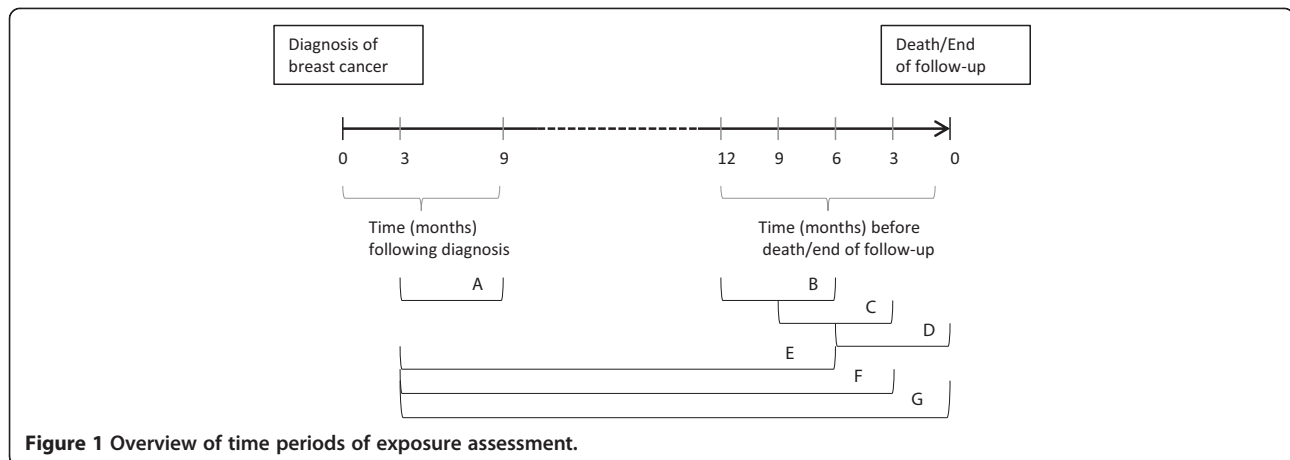 Diagnosis of
breast cancer
Death/End
of follow-up
0 3 9 12 9 6 3 0
Time (months)
following diagnosis
Time (months) before
death/end of follow-up
A B
C
D
E
F
G
Figure 1 Overview of time periods of exposure assessment.